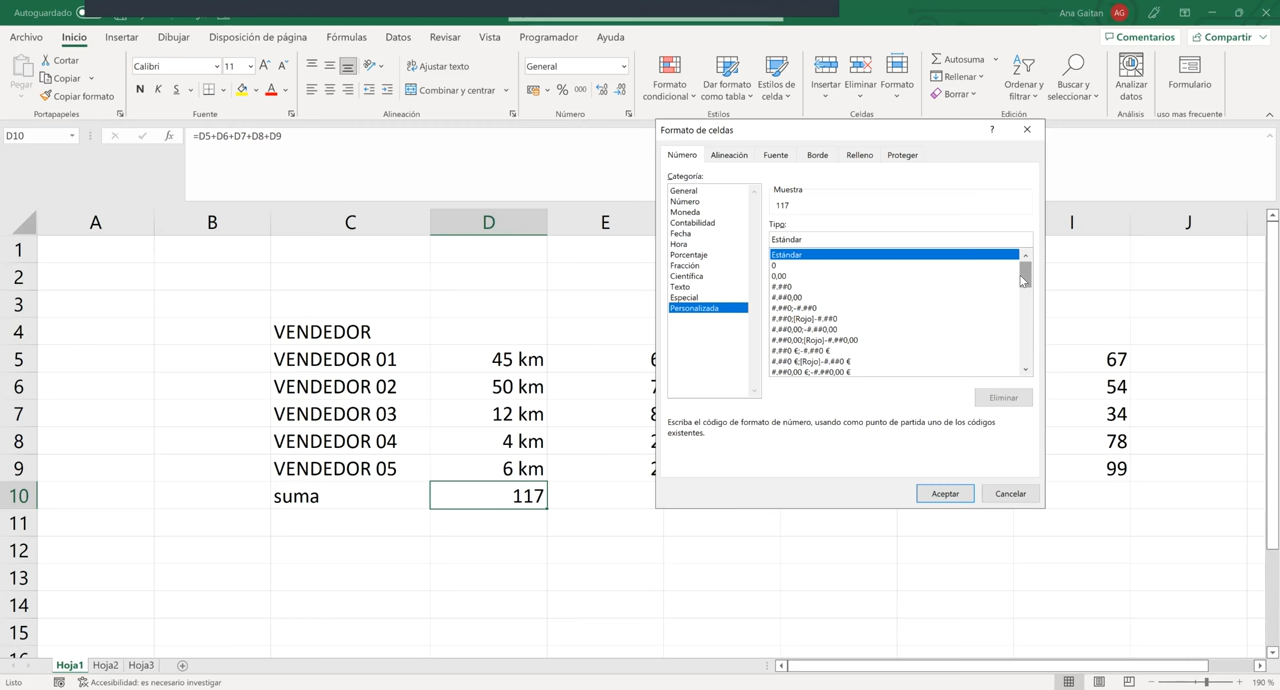 Autoguardado
Ana Gaitan AG
Archivo Inicio Insertar Dibujar Disposición de página Fórmulas Datos Revisar Vista Programador Ayuda Comentarios Compartir
Pegar
Cortar
Copiar
Copiar formato
Portapapeles
Calibri 11
N K S
Fuente
Ajustar texto
Combinar y centrar
Alineación
General
% 000
Número
Formato condicional
Dar formato como tabla
Estilos de celda
Estilos
Insertar
Eliminar
Formato
Celdas
Autosuma
Rellenar
Borrar
Ordenar y filtrar
Buscar y seleccionar
Edición
Analizar datos
Análisis
Formulario
uso mas frecuente
D10 fx =D5+D6+D7+D8+D9
A B C D E I J
1
2
3
4 VENDEDOR
5 VENDEDOR 01 45 km 67
6 VENDEDOR 02 50 km 54
7 VENDEDOR 03 12 km 34
8 VENDEDOR 04 4 km 78
9 VENDEDOR 05 6 km 99
10 suma 117
11
12
13
14
15
Formato de celdas ?
Número Alineación Fuente Borde Relleno Proteger
Categoría:
General
Número
Moneda
Contabilidad
Fecha
Hora
Porcentaje
Fracción
Científica
Texto
Especial
Personalizada
Muestra
117
Tipo:
Estándar
Estándar
0
0,00
#.##0
#.##0,00
#.##0;-#.##0
#.##0;[Rojo]-#.##0
#.##0,00;-#.##0,00
#.##0,00;[Rojo]-#.##0,00
#.##0 €;-#.##0 €
#.##0 €;[Rojo]-#.##0 €
#.##0,00 €;-#.##0,00 €
Eliminar
Escriba el código de formato de número, usando como punto de partida uno de los códigos
existentes.
Aceptar Cancelar
Hoja1 Hoja2 Hoja3
Listo Accesibilidad: es necesario investigar 190 %